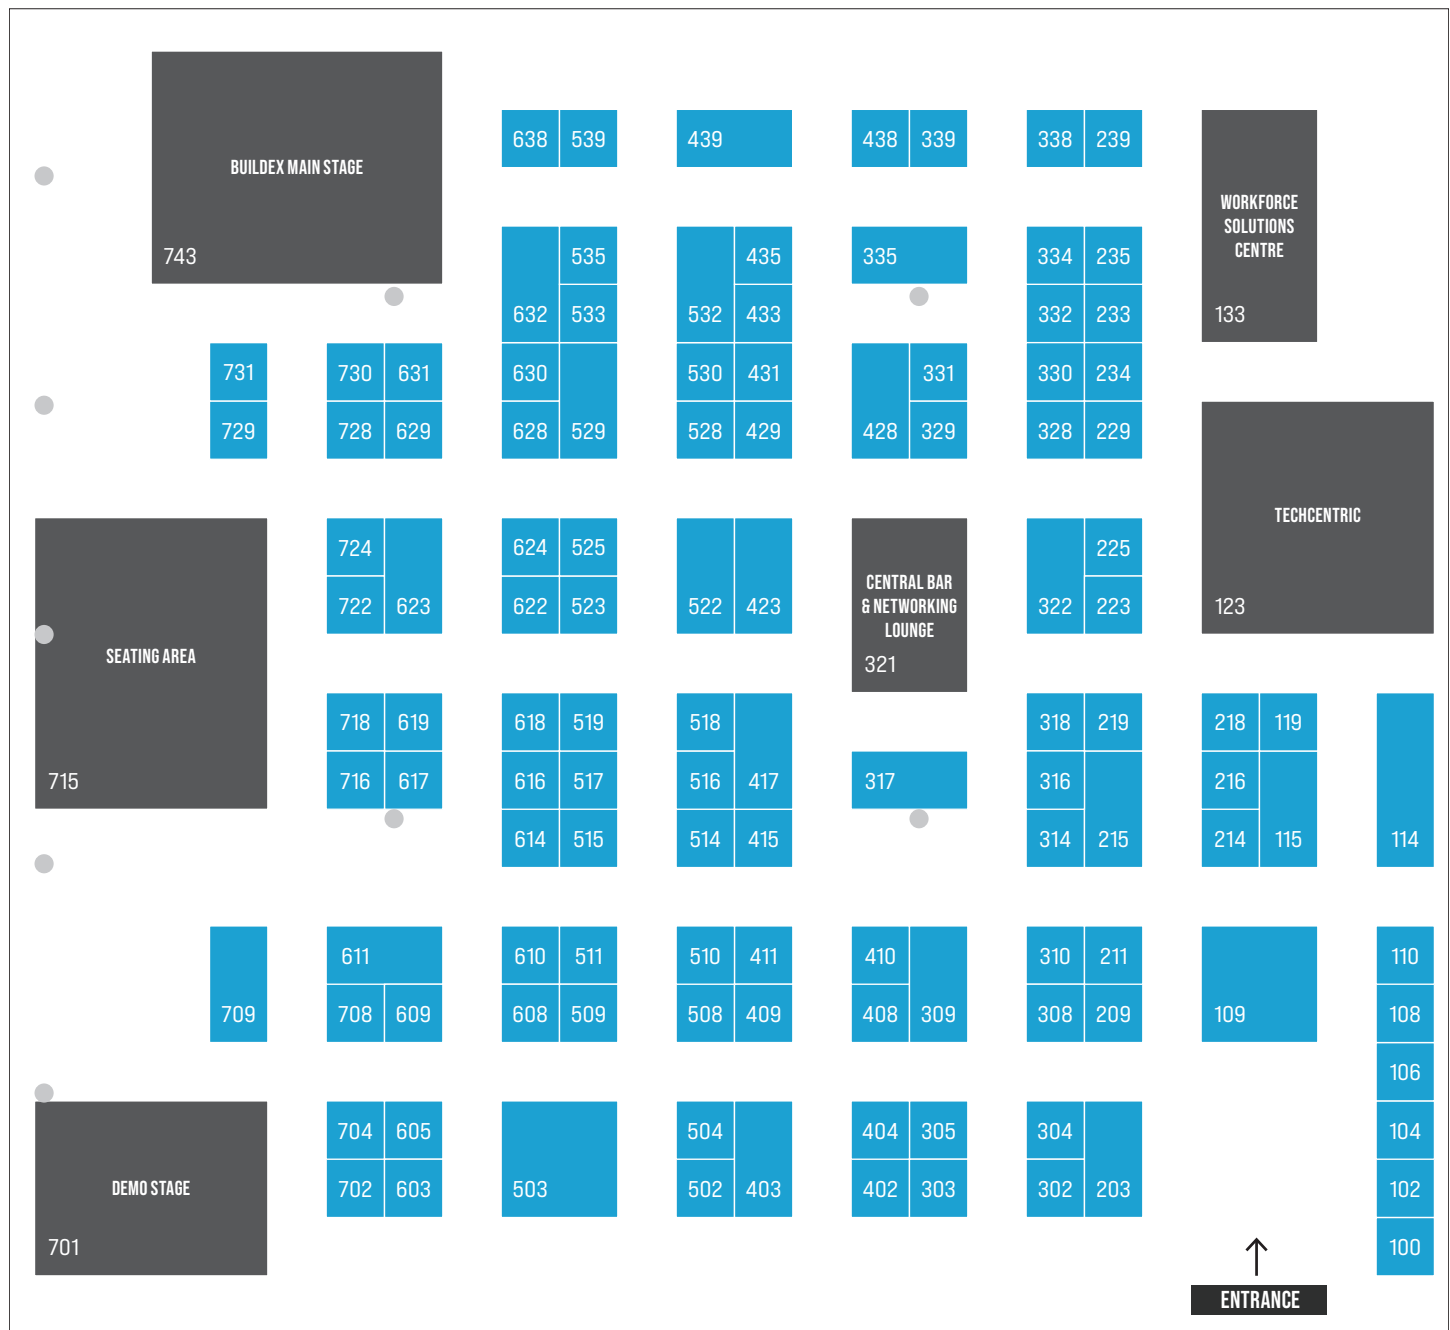 638 539 439 438 339 338 239
BUILDEX MAIN STAGE
743
WORKFORCE
SOLUTIONS
CENTRE
133
535 435 335 334 235
632 533 532 433 332 233
731 730 631 630 530 431 331 330 234
729 728 629 628 529 528 429 428 329 328 229
TECHCENTRIC
123
724 624 525 225
722 623 622 523 522 423 322 223
CENTRAL BAR
& NETWORKING
LOUNGE
321
SEATING AREA
715
718 619 618 519 518 318 219 218 119
716 617 616 517 516 417 317 316 216
614 515 514 415 314 215 214 115 114
611 610 511 510 411 410 310 211 110
709 708 609 608 509 508 409 408 309 308 209 109 108
106
704 605 504 404 305 304 104
DEMO STAGE
702 603 503 502 403 402 303 302 203 102
701
100
ENTRANCE